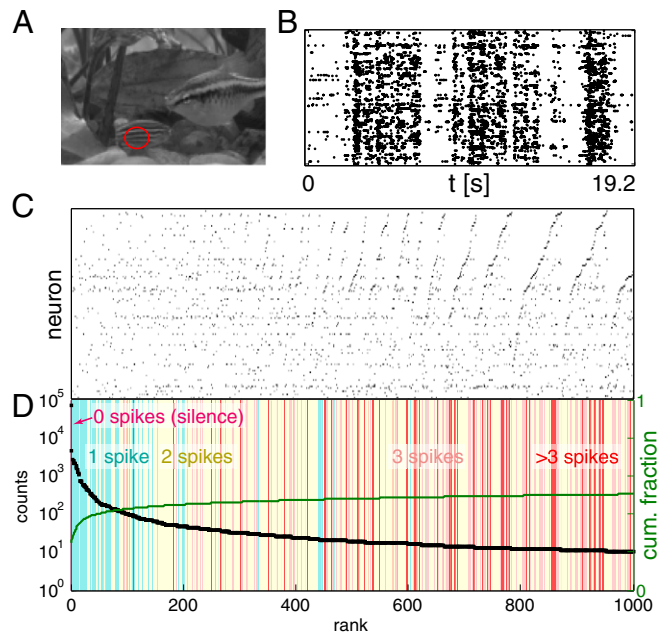 A
B
0 t [s] 19.2
C
neuron
D
10^5
10^4
10^3
10^2
10^1
10^0
counts
0 spikes (silence)
1 spike 2 spikes 3 spikes >3 spikes
1
0
cum. fraction
0 200 400 600 800 1000
rank